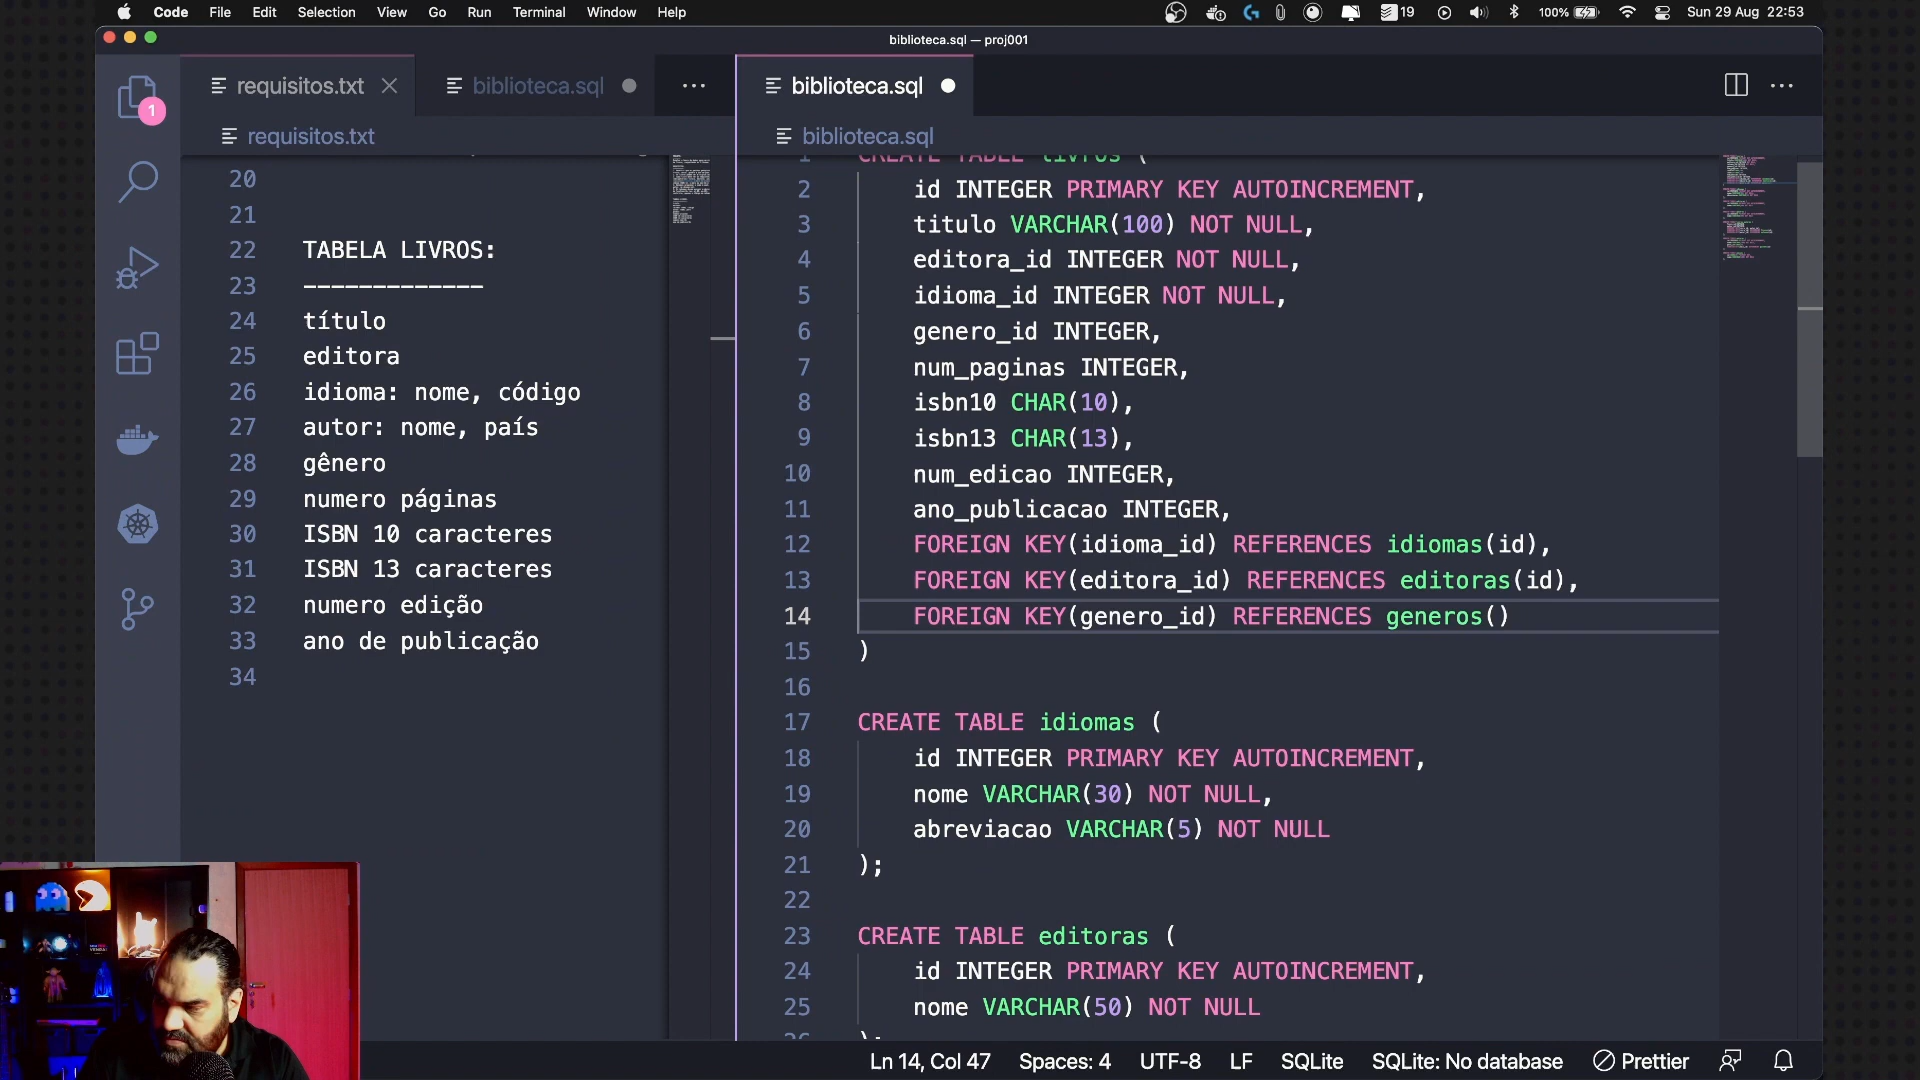 Code File Edit Selection View Go Run Terminal Window Help 19 100% Sun 29 Aug 22:53
biblioteca.sql — proj001
requisitos.txt biblioteca.sql ···
1
requisitos.txt
20
21
22 TABELA LIVROS:
23 -------------
24 título
25 editora
26 idioma: nome, código
27 autor: nome, país
28 gênero
29 numero páginas
30 ISBN 10 caracteres
31 ISBN 13 caracteres
32 numero edição
33 ano de publicação
34
biblioteca.sql ···
biblioteca.sql
1 CREATE TABLE livros (
2 id INTEGER PRIMARY KEY AUTOINCREMENT,
3 titulo VARCHAR(100) NOT NULL,
4 editora_id INTEGER NOT NULL,
5 idioma_id INTEGER NOT NULL,
6 genero_id INTEGER,
7 num_paginas INTEGER,
8 isbn10 CHAR(10),
9 isbn13 CHAR(13),
10 num_edicao INTEGER,
11 ano_publicacao INTEGER,
12 FOREIGN KEY(idioma_id) REFERENCES idiomas(id),
13 FOREIGN KEY(editora_id) REFERENCES editoras(id),
14 FOREIGN KEY(genero_id) REFERENCES generos()
15 )
16
17 CREATE TABLE idiomas (
18 id INTEGER PRIMARY KEY AUTOINCREMENT,
19 nome VARCHAR(30) NOT NULL,
20 abreviacao VARCHAR(5) NOT NULL
21 );
22
23 CREATE TABLE editoras (
24 id INTEGER PRIMARY KEY AUTOINCREMENT,
25 nome VARCHAR(50) NOT NULL
26 );
Ln 14, Col 47 Spaces: 4 UTF-8 LF SQLite SQLite: No database Prettier